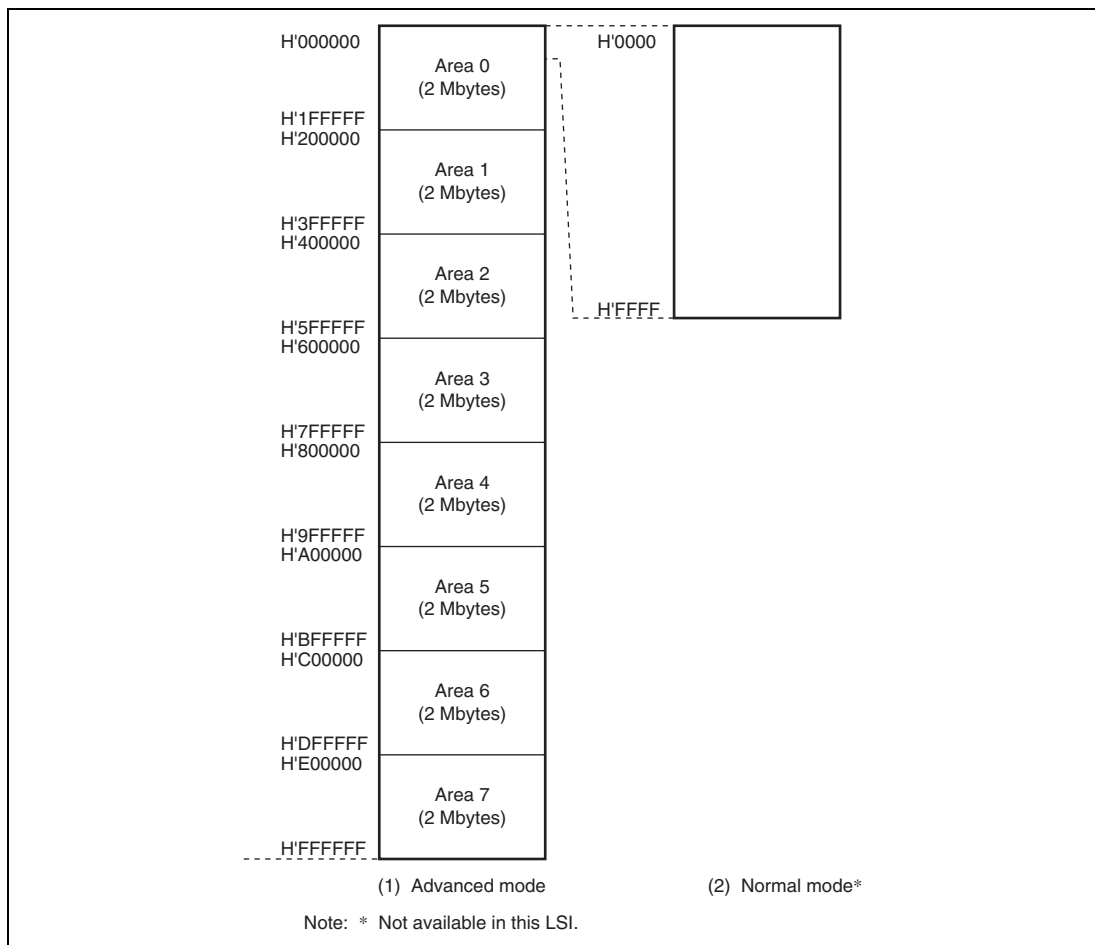 H'000000
Area 0
(2 Mbytes)
H'1FFFFF
H'200000
Area 1
(2 Mbytes)
H'3FFFFF
H'400000
Area 2
(2 Mbytes)
H'5FFFFF
H'600000
Area 3
(2 Mbytes)
H'7FFFFF
H'800000
Area 4
(2 Mbytes)
H'9FFFFF
H'A00000
Area 5
(2 Mbytes)
H'BFFFFF
H'C00000
Area 6
(2 Mbytes)
H'DFFFFF
H'E00000
Area 7
(2 Mbytes)
H'FFFFFF
(1) Advanced mode
H'0000
H'FFFF
(2) Normal mode*
Note: * Not available in this LSI.